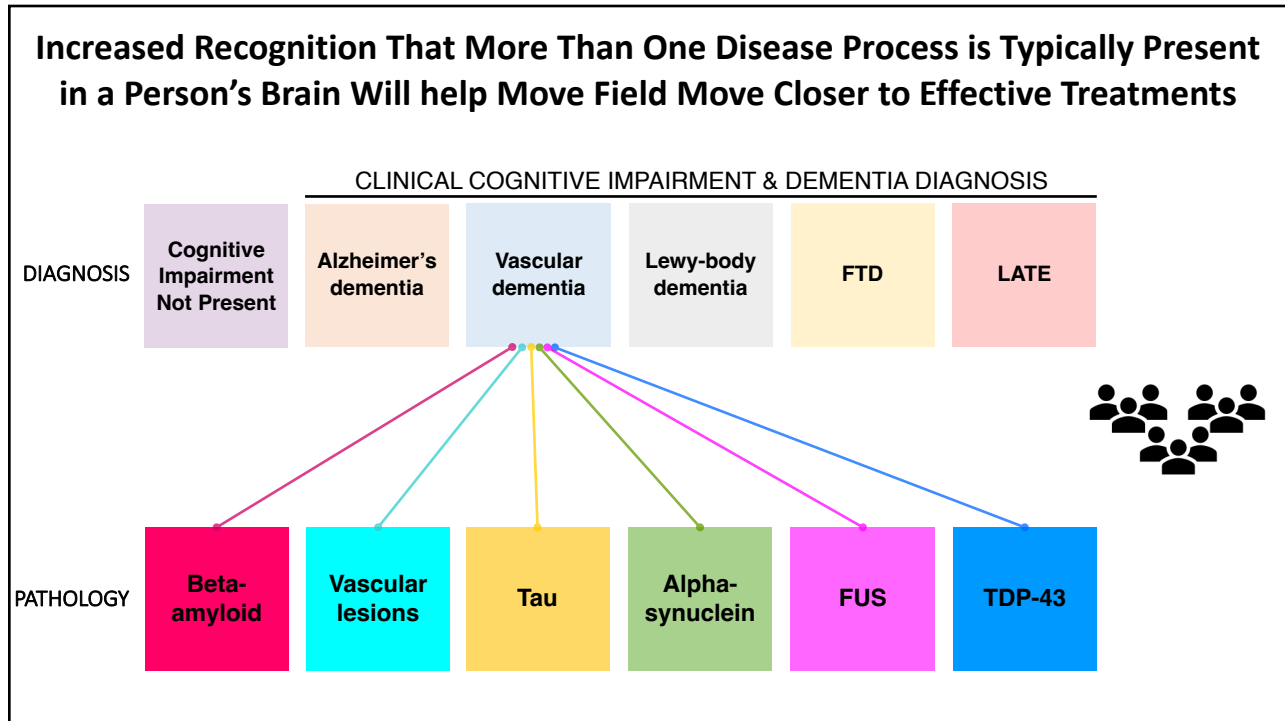 Increased Recognition That More Than One Disease Process is Typically Present
in a Person’s Brain Will help Move Field Move Closer to Effective Treatments
CLINICAL COGNITIVE IMPAIRMENT & DEMENTIA DIAGNOSIS
DIAGNOSIS
Cognitive
Impairment
Not Present
Alzheimer’s
dementia
Vascular
dementia
Lewy-body
dementia
FTD
LATE
PATHOLOGY
Beta-
amyloid
Vascular
lesions
Tau
Alpha-
synuclein
FUS
TDP-43